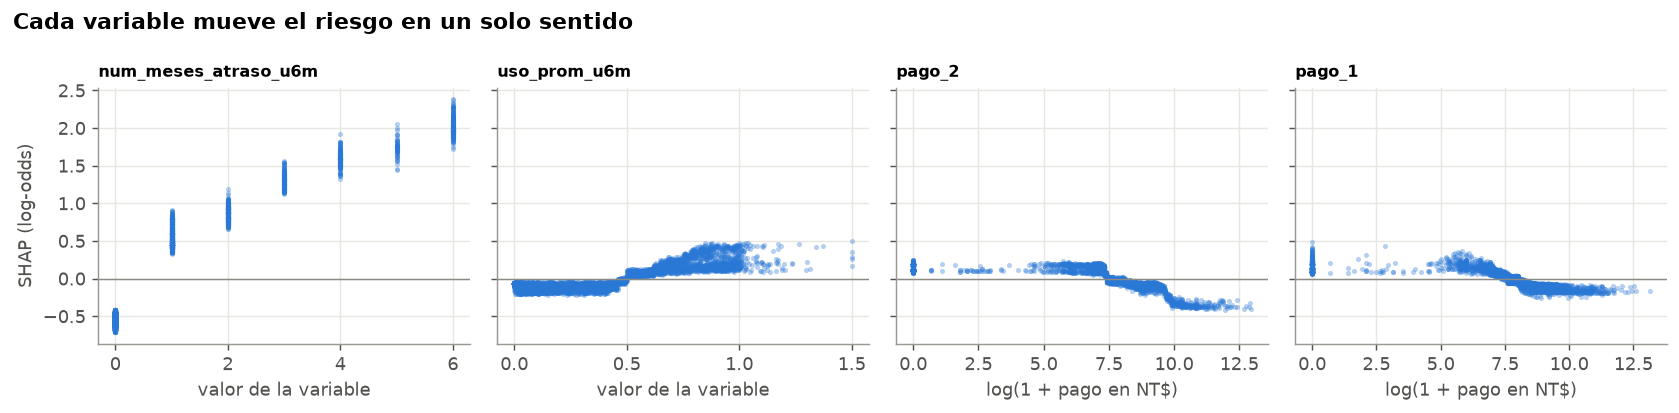 Cada variable mueve el riesgo en un solo sentido
num_meses_atraso_u6m
uso_prom_u6m
pago_2
pago_1
SHAP (log-odds)
2.5
2.0
1.5
1.0
0.5
0.0
−0.5
0 2 4 6
0.0 0.5 1.0 1.5
0.0 2.5 5.0 7.5 10.0 12.5
0.0 2.5 5.0 7.5 10.0 12.5
valor de la variable
valor de la variable
log(1 + pago en NT$)
log(1 + pago en NT$)